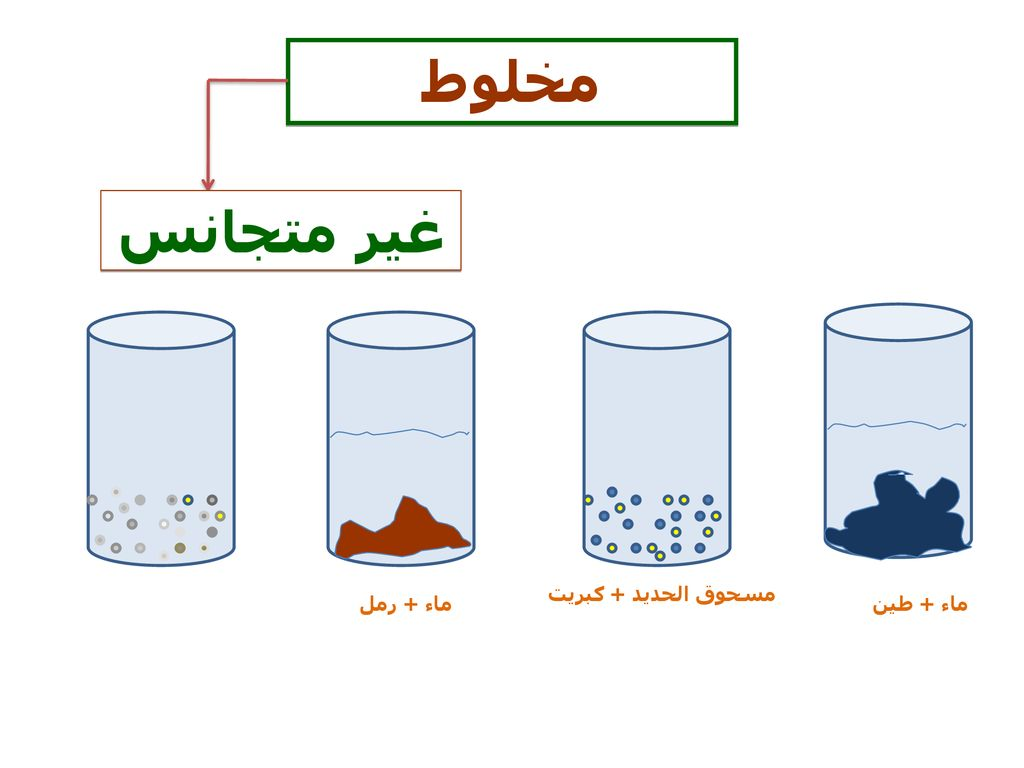 مخلوط
غير متجانس
ماء + طين
مسحوق الحديد + كبريت
ماء + رمل